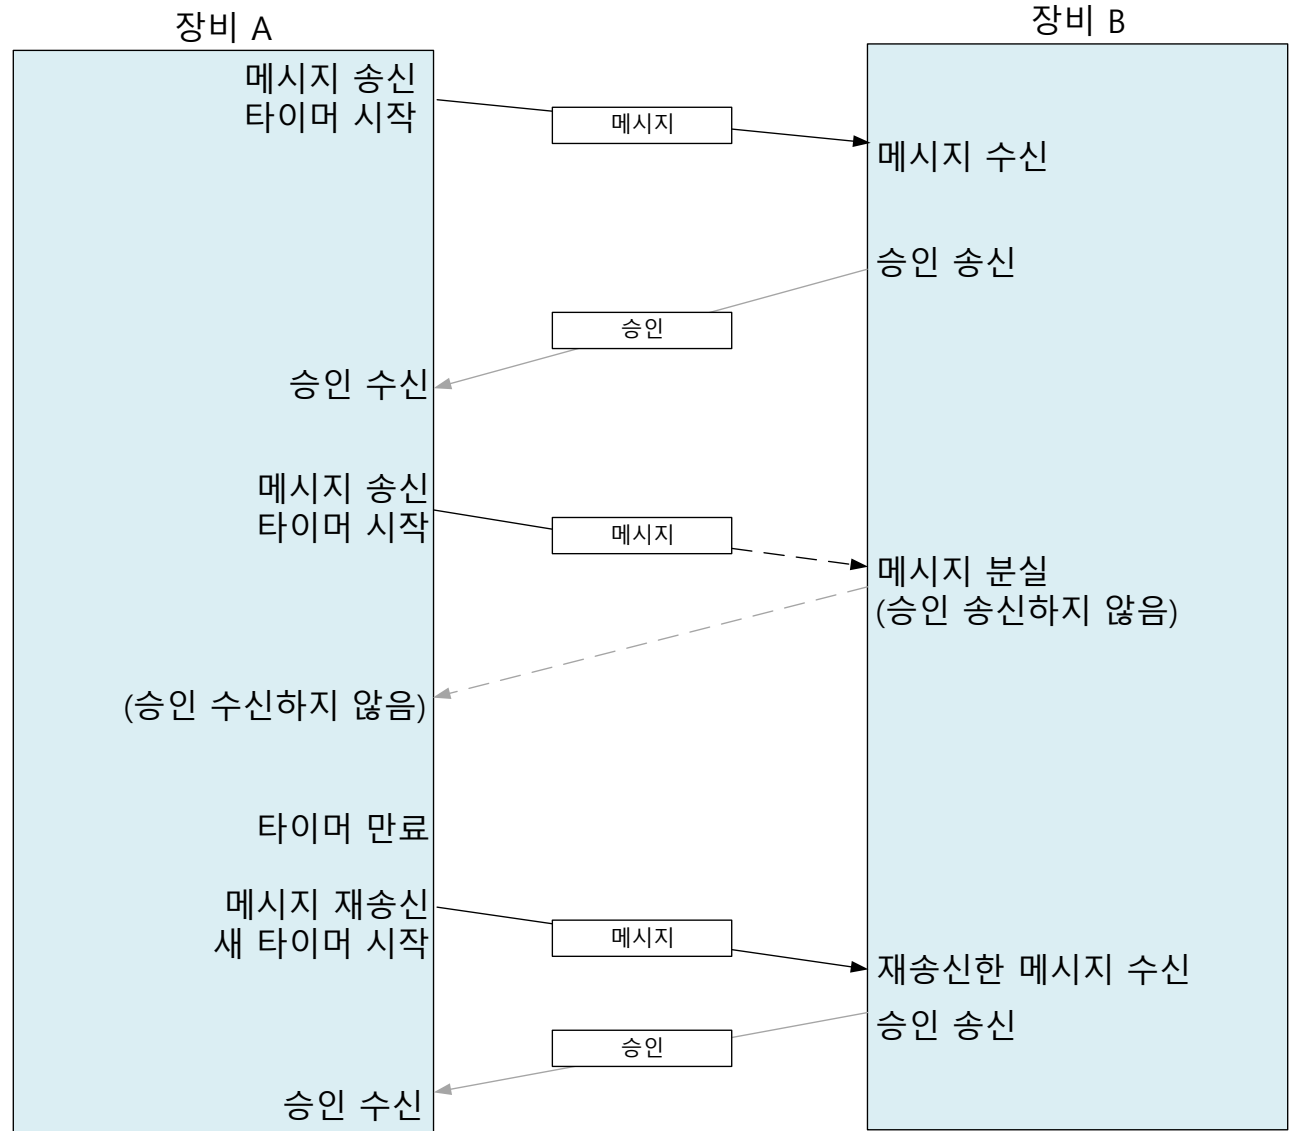 장비 A
장비 B
메시지 송신
타이머 시작
메시지
메시지 수신
승인 송신
승인
승인 수신
메시지 송신
타이머 시작
메시지
메시지 분실
(승인 송신하지 않음)
(승인 수신하지 않음)
타이머 만료
메시지 재송신
새 타이머 시작
메시지
재송신한 메시지 수신
승인 송신
승인
승인 수신